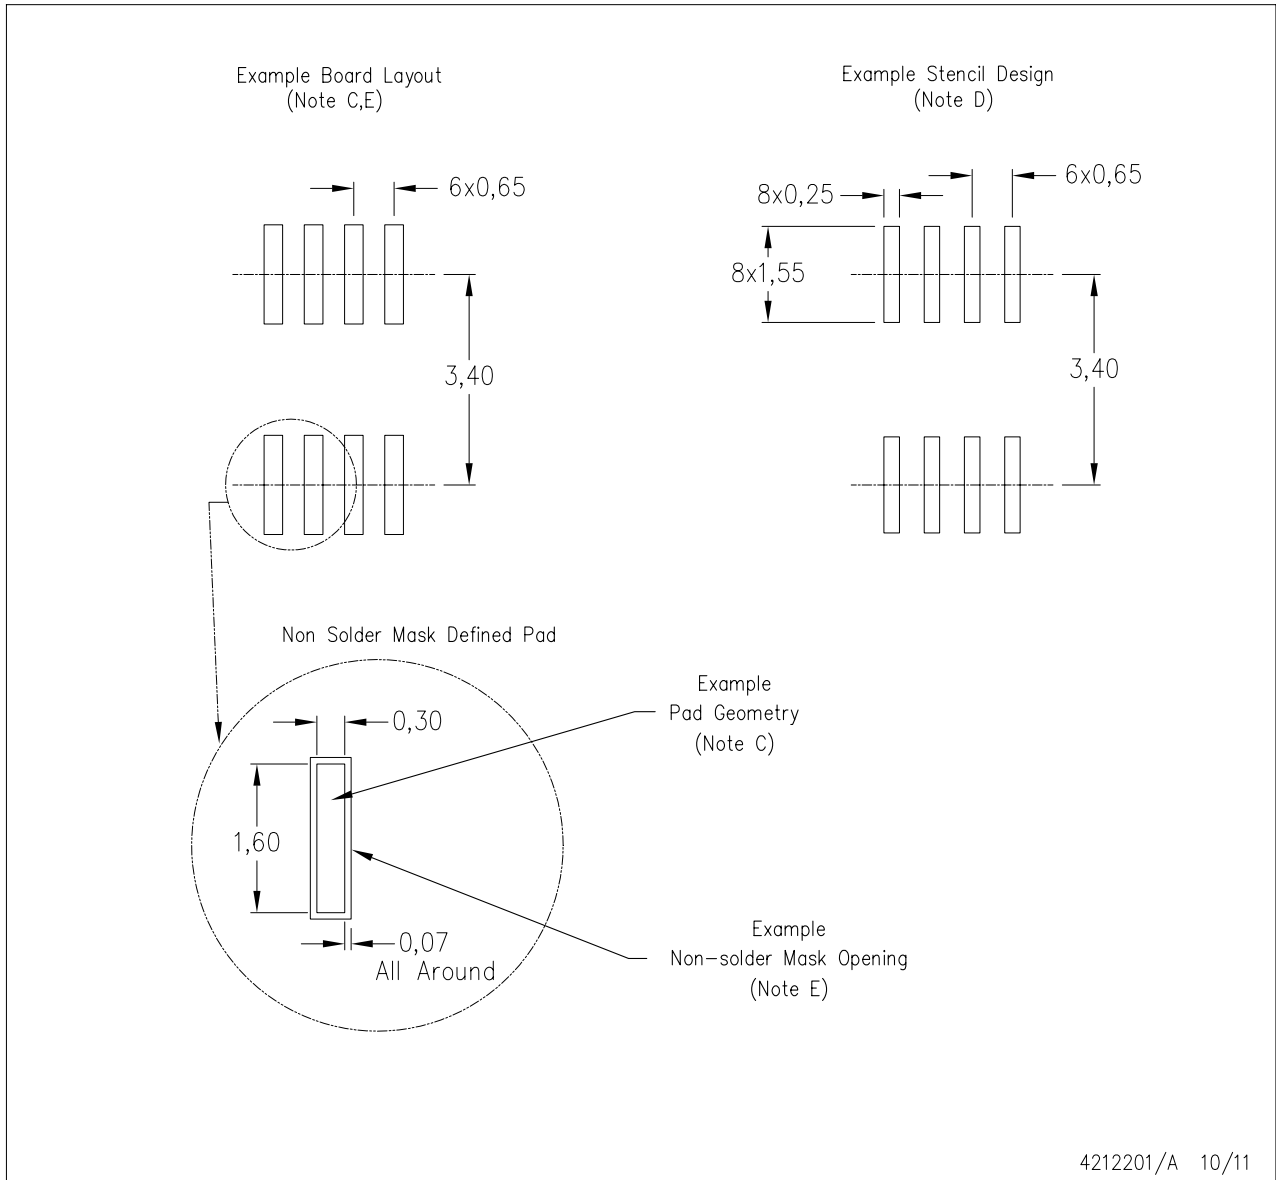 Example Board Layout
(Note C,E)
6x0,65
3,40
Example Stencil Design
(Note D)
6x0,65
8x0,25
8x1,55
3,40
Non Solder Mask Defined Pad
0,30
1,60
0,07
All Around
Example
Pad Geometry
(Note C)
Example
Non-solder Mask Opening
(Note E)
4212201/A 10/11